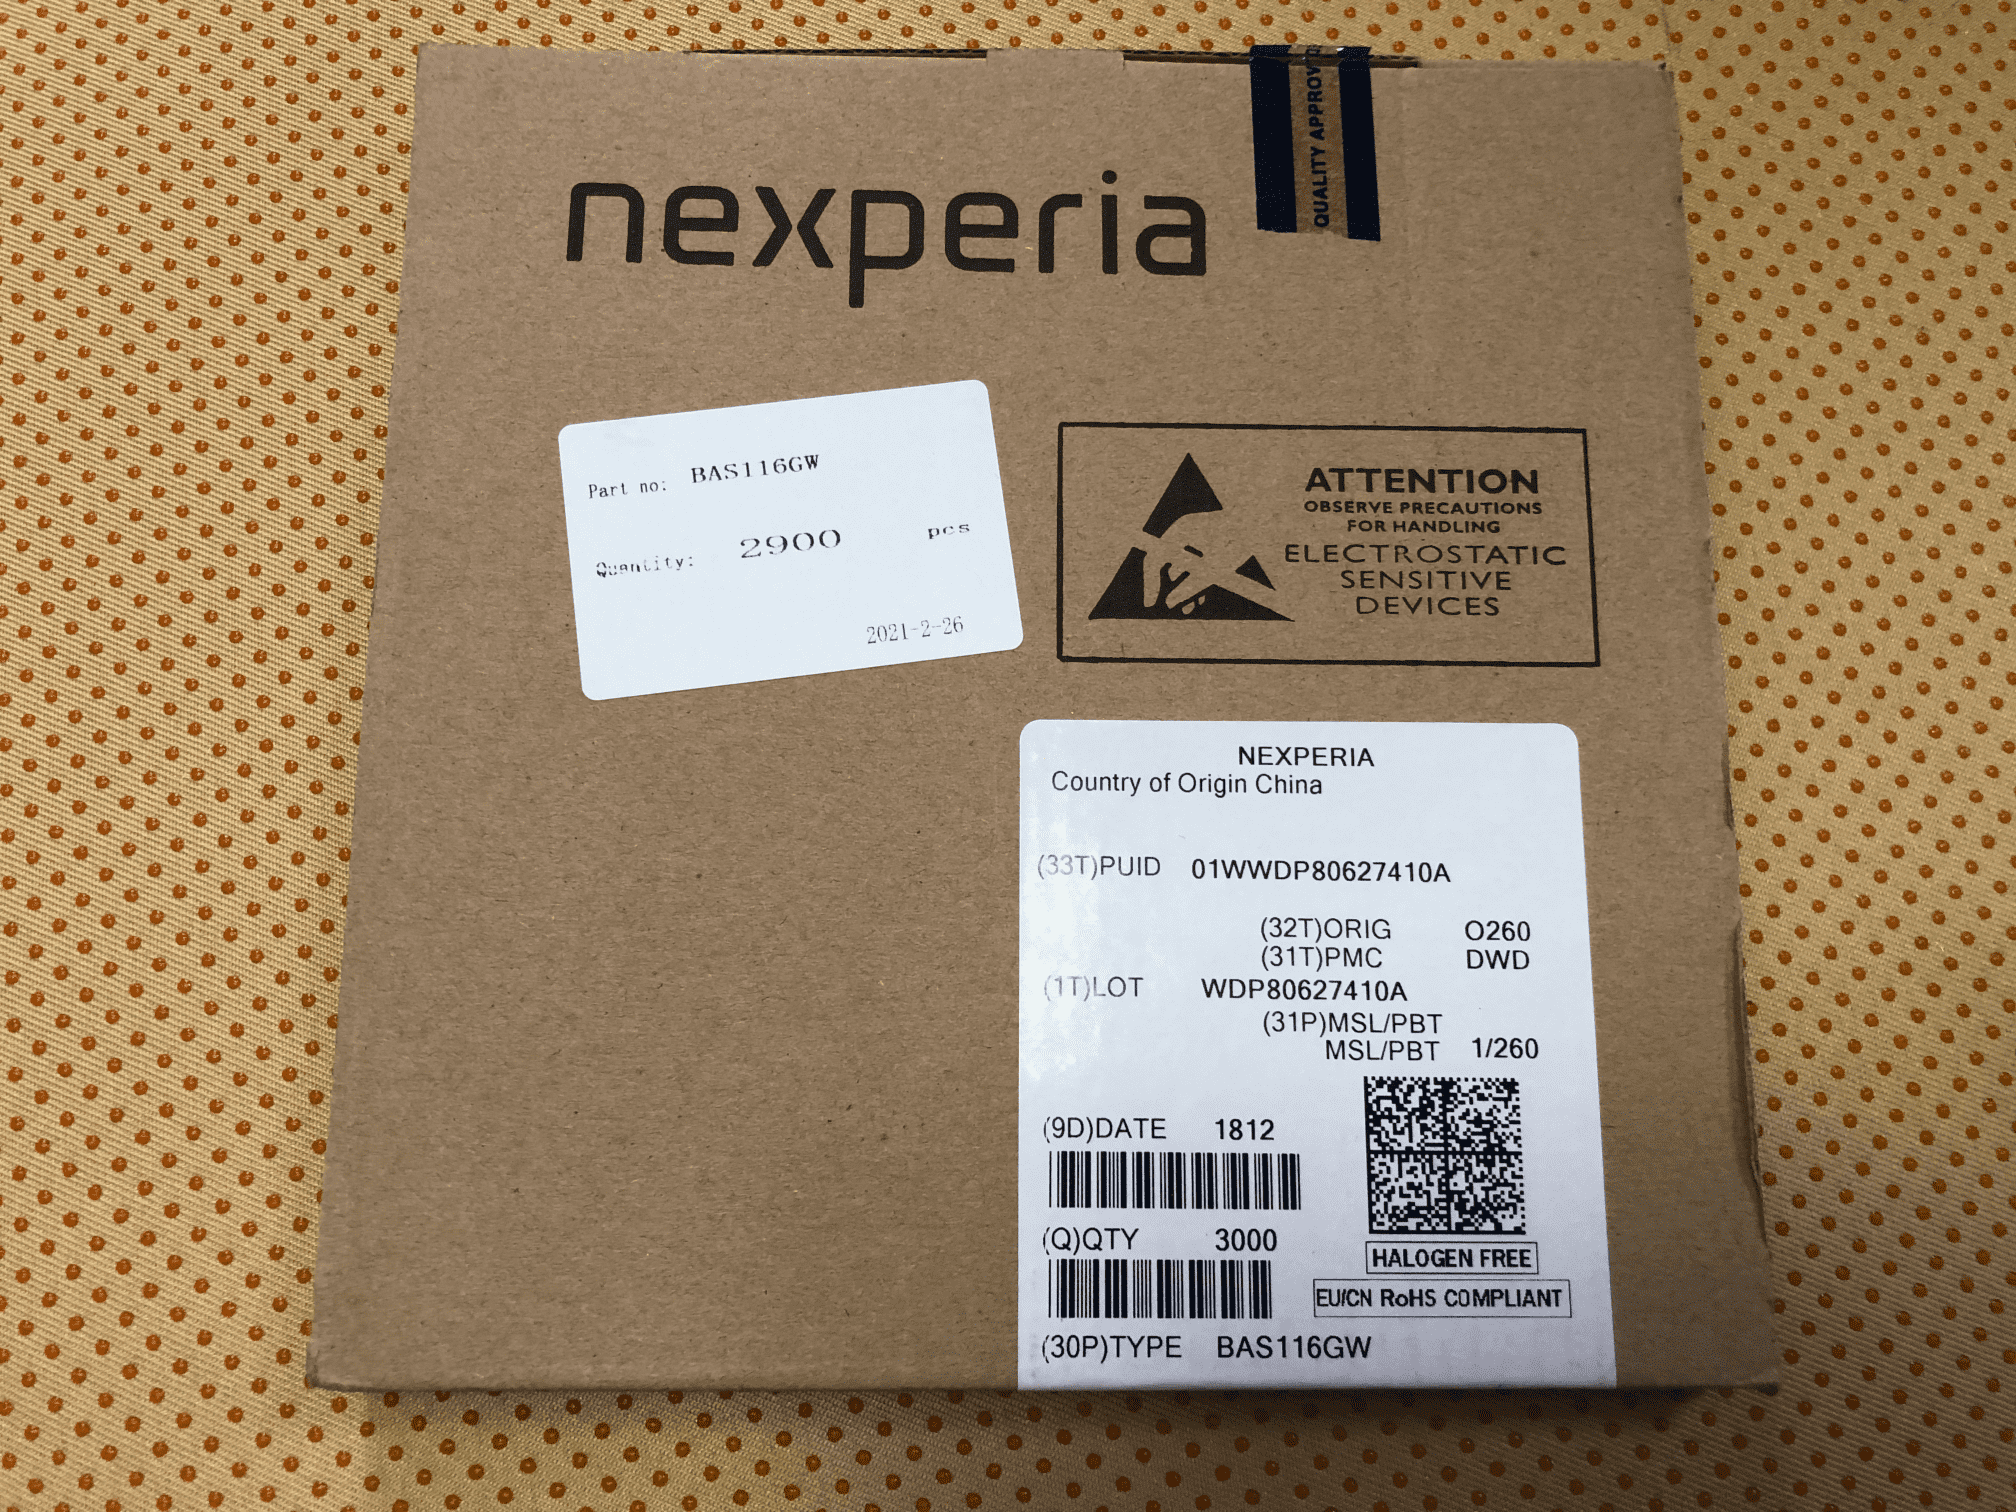 QUALITY APPROV
nexperia
Part no: BAS116GW
Quantity: 2900 pcs
2021-2-26
ATTENTION
OBSERVE PRECAUTIONS
FOR HANDLING
ELECTROSTATIC
SENSITIVE
DEVICES
NEXPERIA
Country of Origin China
(33T)PUID 01WWDP80627410A
(32T)ORIG O260
(31T)PMC DWD
(1T)LOT WDP80627410A
(31P)MSL/PBT
MSL/PBT 1/260
(9D)DATE 1812
(Q)QTY 3000
HALOGEN FREE
EU/CN RoHS COMPLIANT
(30P)TYPE BAS116GW